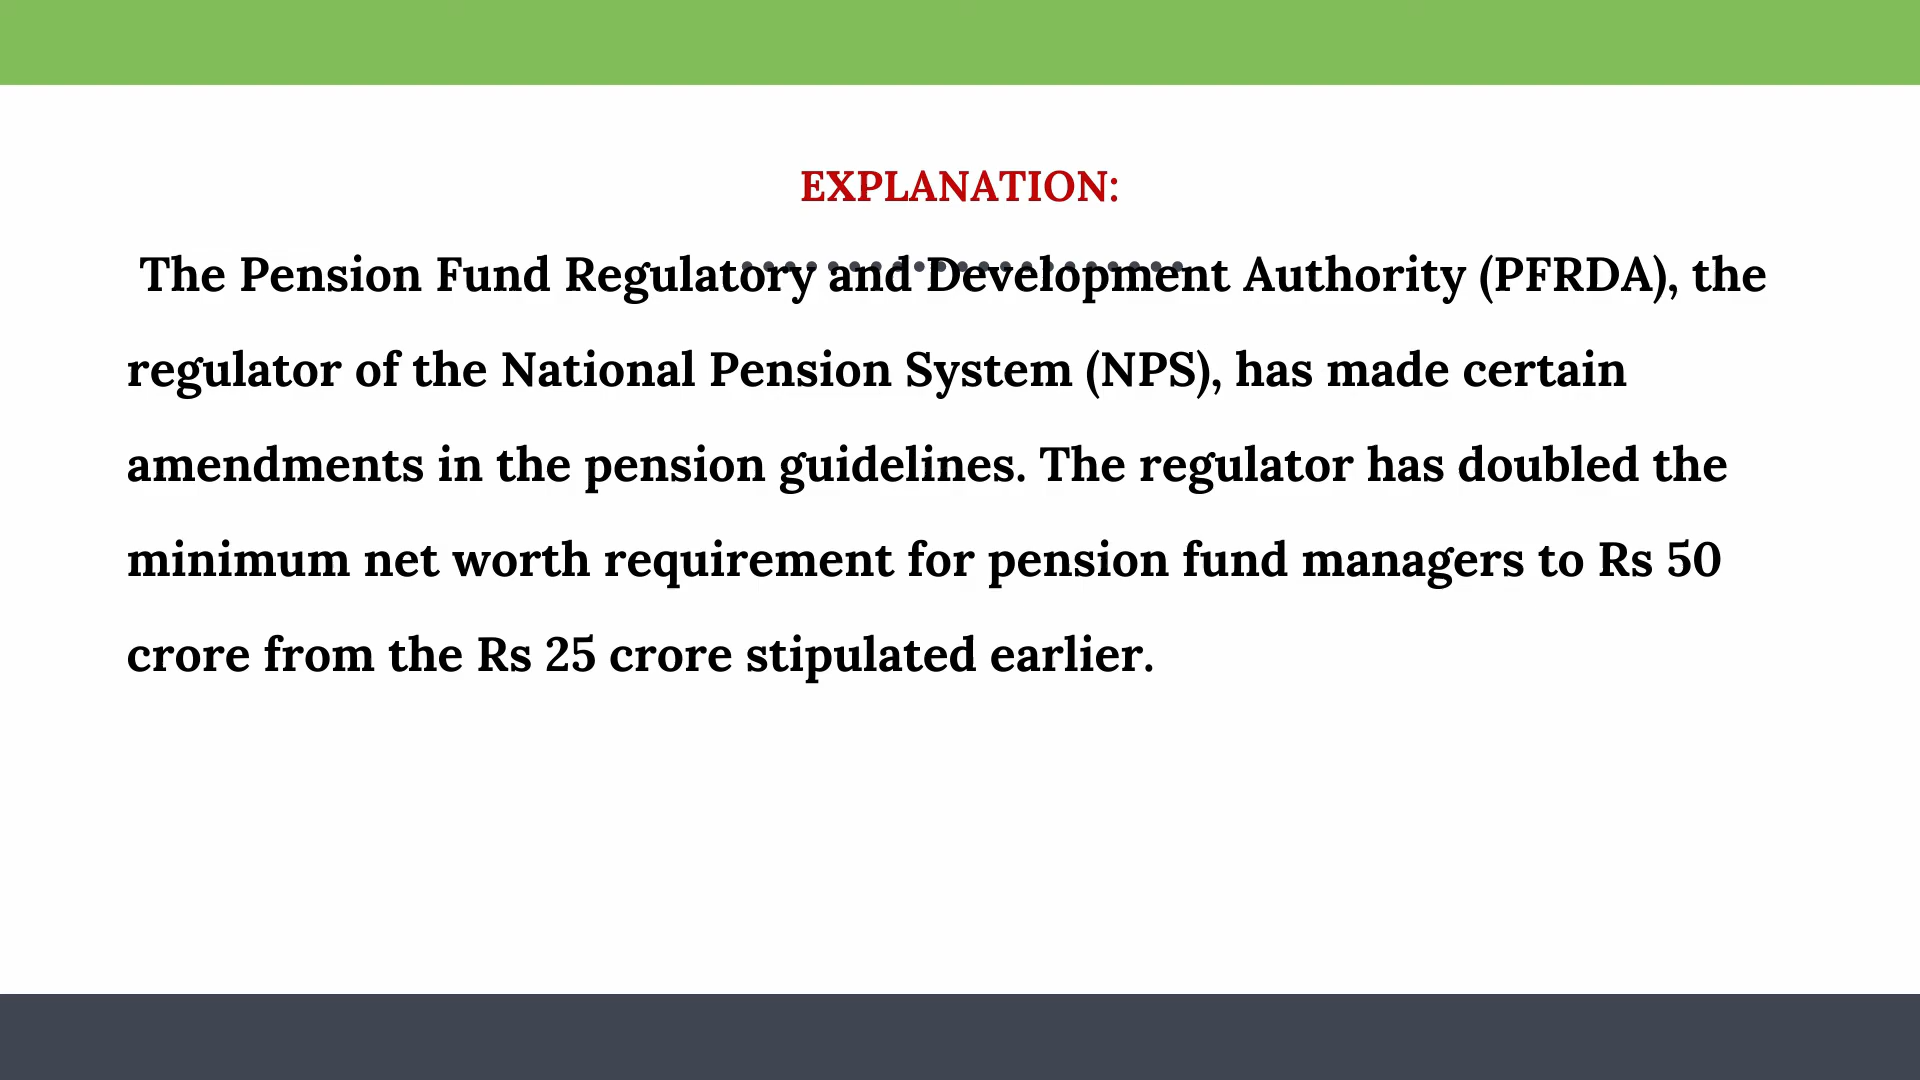 EXPLANATION:
The Pension Fund Regulatory and Development Authority (PFRDA), the
regulator of the National Pension System (NPS), has made certain
amendments in the pension guidelines. The regulator has doubled the
minimum net worth requirement for pension fund managers to Rs 50
crore from the Rs 25 crore stipulated earlier.